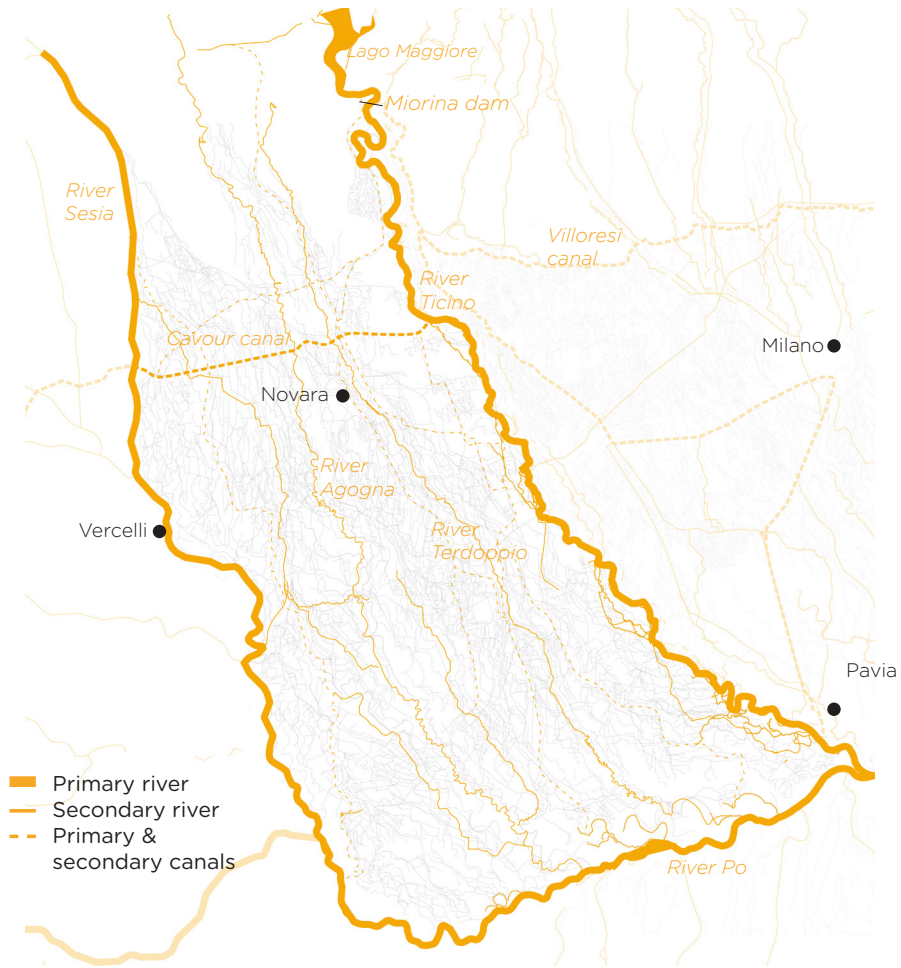 Lago Maggiore
Miorina dam
River
Sesia
Villoresi
canal
River
Ticino
Cavour canal
Milano
Novara
River
Agogna
Vercelli
River
Terdoppio
Pavia
Primary river
Secondary river
Primary &
secondary canals
River Po